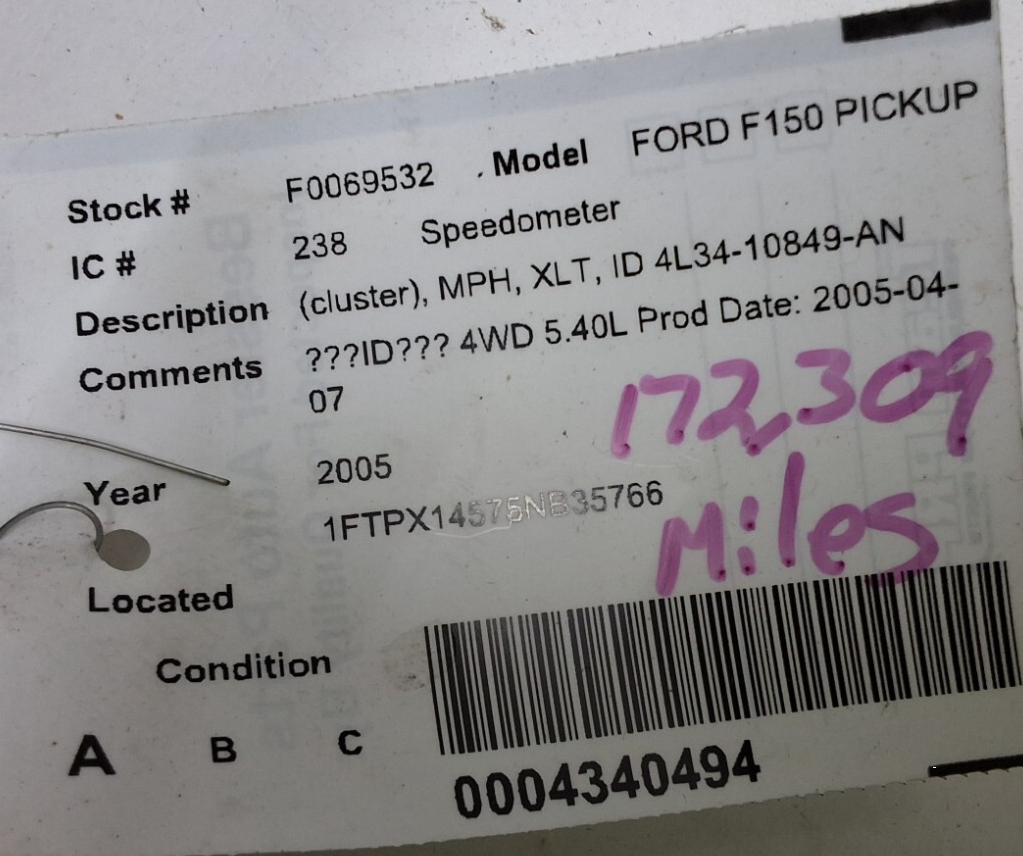 Stock # F0069532 . Model FORD F150 PICKUP
IC # 238 Speedometer
Description (cluster), MPH, XLT, ID 4L34-10849-AN
Comments ???ID??? 4WD 5.40L Prod Date: 2005-04-
07
172,309
Year 2005
1FTPX14575NB35766
Miles
Located
Condition
A B C
0004340494